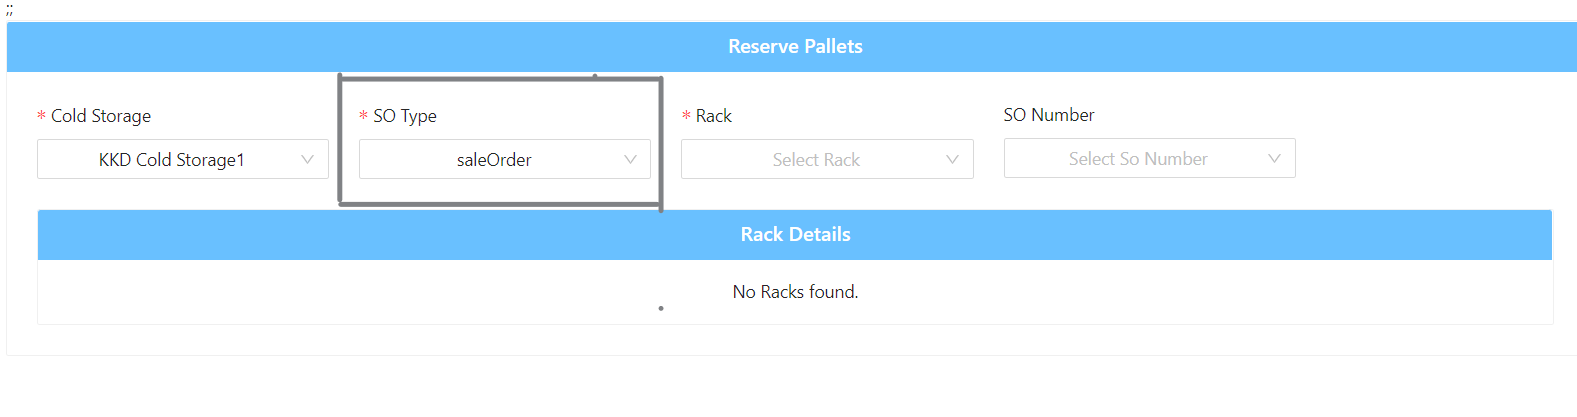 ;;
Reserve Pallets
* Cold Storage
* SO Type
* Rack
SO Number
KKD Cold Storage1
saleOrder
Select Rack
Select So Number
Rack Details
No Racks found.